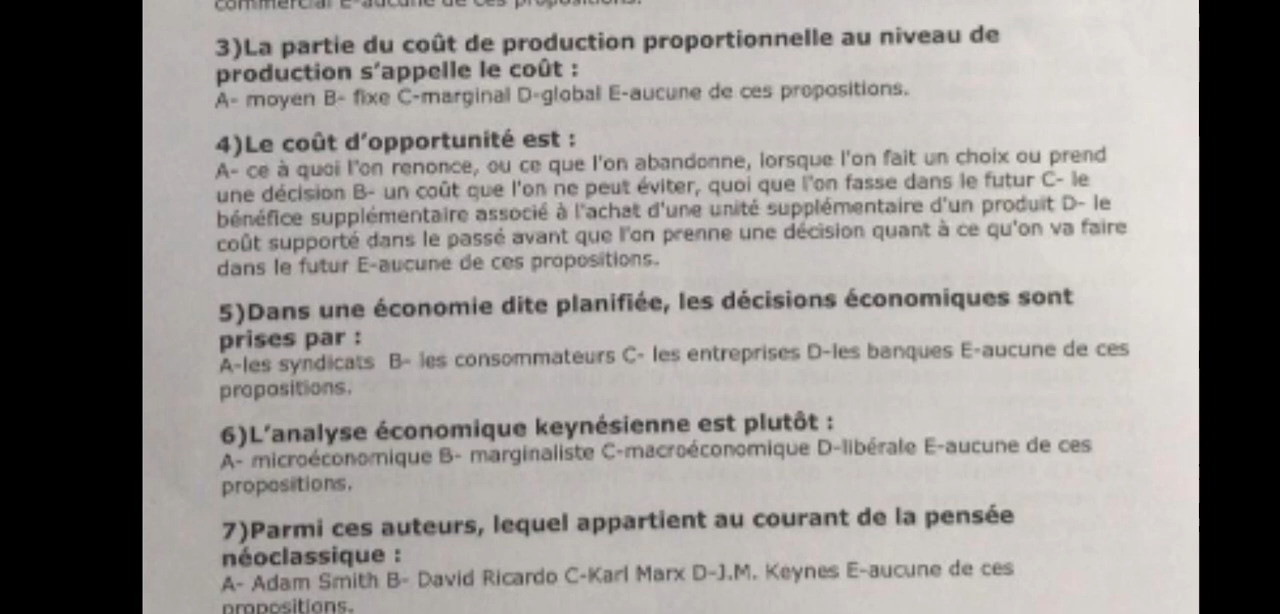 commercial E-aucune de ces propositions.
3)La partie du coût de production proportionnelle au niveau de
production s'appelle le coût :
A- moyen B- fixe C-marginal D-global E-aucune de ces propositions.
4)Le coût d'opportunité est :
A- ce à quoi l'on renonce, ou ce que l'on abandonne, lorsque l'on fait un choix ou prend
une décision B- un coût que l'on ne peut éviter, quoi que l'on fasse dans le futur C- le
bénéfice supplémentaire associé à l'achat d'une unité supplémentaire d'un produit D- le
coût supporté dans le passé avant que l'on prenne une décision quant à ce qu'on va faire
dans le futur E-aucune de ces propositions.
5)Dans une économie dite planifiée, les décisions économiques sont
prises par :
A-les syndicats B- les consommateurs C- les entreprises D-les banques E-aucune de ces
propositions.
6)L'analyse économique keynésienne est plutôt :
A- microéconomique B- marginaliste C-macroéconomique D-libérale E-aucune de ces
propositions.
7)Parmi ces auteurs, lequel appartient au courant de la pensée
néoclassique :
A- Adam Smith B- David Ricardo C-Karl Marx D-J.M. Keynes E-aucune de ces
propositions.